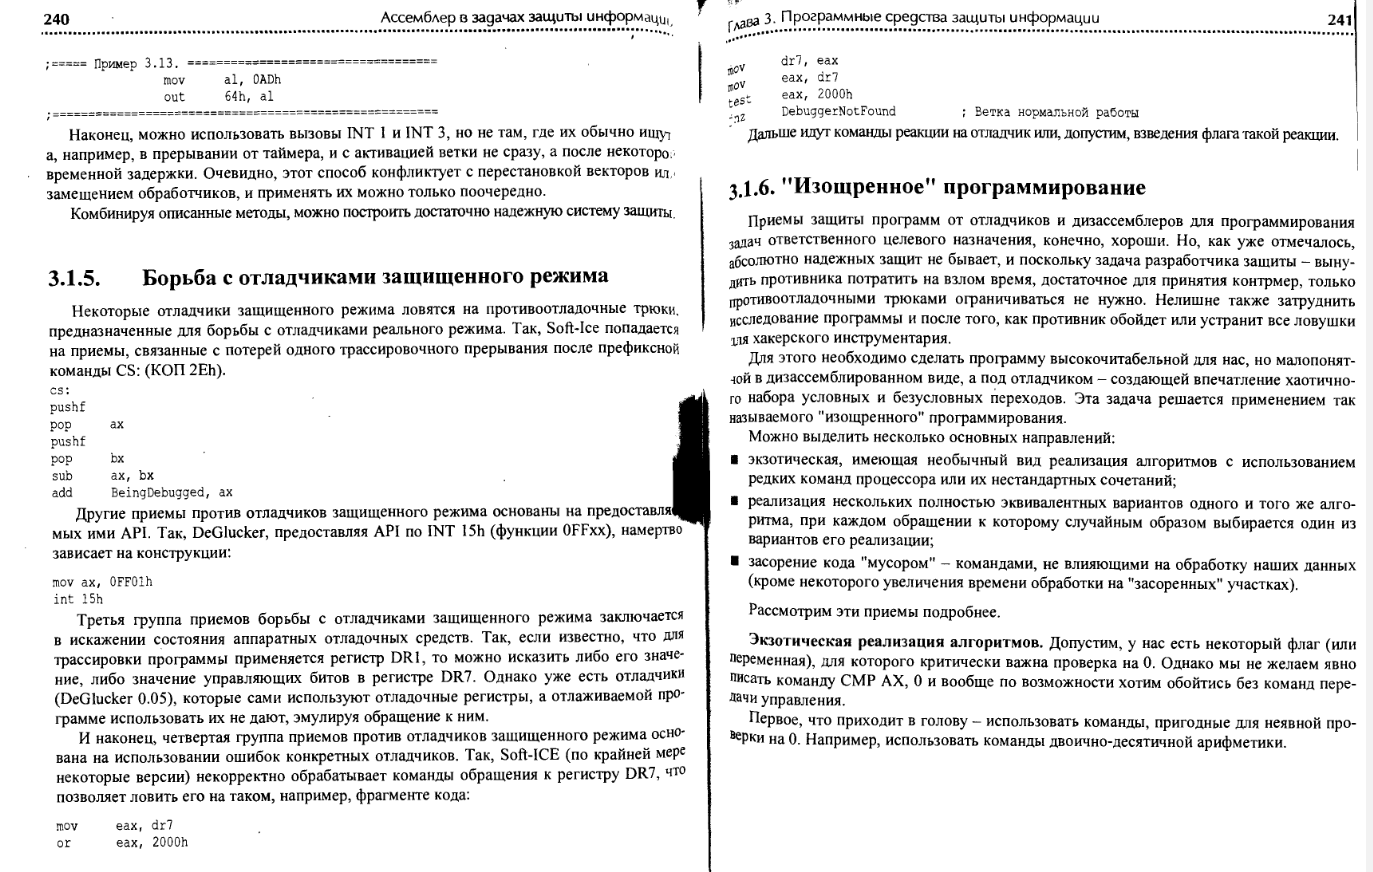 240 Ассемблер в задачах защиты информации,
;===== Пример 3.13. ===================================
mov al, 0ADh
out 64h, al
;======================================================
Наконец, можно использовать вызовы INT 1 и INT 3, но не там, где их обычно ищут
а, например, в прерывании от таймера, и с активацией ветки не сразу, а после некоторо
временной задержки. Очевидно, этот способ конфликтует с перестановкой векторов ил
замещением обработчиков, и применять их можно только поочередно.
Комбинируя описанные методы, можно построить достаточно надежную систему защиты.
3.1.5. Борьба с отладчиками защищенного режима
Некоторые отладчики защищенного режима ловятся на противоотладочные трюки,
предназначенные для борьбы с отладчиками реального режима. Так, Soft-Ice попадается
на приемы, связанные с потерей одного трассировочного прерывания после префиксной
команды CS: (КОП 2Eh).
cs:
pushf
pop ax
pushf
pop bx
sub ax, bx
add BeingDebugged, ax
Другие приемы против отладчиков защищенного режима основаны на предоставля
мых ими API. Так, DeGlucker, предоставляя API по INT 15h (функции 0FFxx), намертво
зависает на конструкции:
mov ax, 0FF01h
int 15h
Третья группа приемов борьбы с отладчиками защищенного режима заключается
в искажении состояния аппаратных отладочных средств. Так, если известно, что для
трассировки программы применяется регистр DR1, то можно исказить либо его значе-
ние, либо значение управляющих битов в регистре DR7. Однако уже есть отладчики
(DeGlucker 0.05), которые сами используют отладочные регистры, а отлаживаемой про-
грамме использовать их не дают, эмулируя обращение к ним.
И наконец, четвертая группа приемов против отладчиков защищенного режима осно-
вана на использовании ошибок конкретных отладчиков. Так, Soft-ICE (по крайней мере
некоторые версии) некорректно обрабатывает команды обращения к регистру DR7, что
позволяет ловить его на таком, например, фрагменте кода:
mov eax, dr7
or eax, 2000h
Глава 3. Программные средства защиты информации 241
mov dr7, eax
mov eax, dr7
test eax, 2000h
jnz DebuggerNotFound ; Ветка нормальной работы
Дальше идут команды реакции на отладчик или, допустим, взведения флага такой реакции.
3.1.6. "Изощренное" программирование
Приемы защиты программ от отладчиков и дизассемблеров для программирования
задач ответственного целевого назначения, конечно, хороши. Но, как уже отмечалось,
абсолютно надежных защит не бывает, и поскольку задача разработчика защиты – выну-
дить противника потратить на взлом время, достаточное для принятия контрмер, только
противоотладочными трюками ограничиваться не нужно. Нелишне также затруднить
исследование программы и после того, как противник обойдет или устранит все ловушки
для хакерского инструментария.
Для этого необходимо сделать программу высокочитабельной для нас, но малопонят-
ной в дизассемблированном виде, а под отладчиком – создающей впечатление хаотично-
го набора условных и безусловных переходов. Эта задача решается применением так
называемого "изощренного" программирования.
Можно выделить несколько основных направлений:
■ экзотическая, имеющая необычный вид реализация алгоритмов с использованием
редких команд процессора или их нестандартных сочетаний;
■ реализация нескольких полностью эквивалентных вариантов одного и того же алго-
ритма, при каждом обращении к которому случайным образом выбирается один из
вариантов его реализации;
■ засорение кода "мусором" – командами, не влияющими на обработку наших данных
(кроме некоторого увеличения времени обработки на "засоренных" участках).
Рассмотрим эти приемы подробнее.
Экзотическая реализация алгоритмов. Допустим, у нас есть некоторый флаг (или
переменная), для которого критически важна проверка на 0. Однако мы не желаем явно
писать команду CMP AX, 0 и вообще по возможности хотим обойтись без команд пере-
дачи управления.
Первое, что приходит в голову – использовать команды, пригодные для неявной про-
верки на 0. Например, использовать команды двоично-десятичной арифметики.